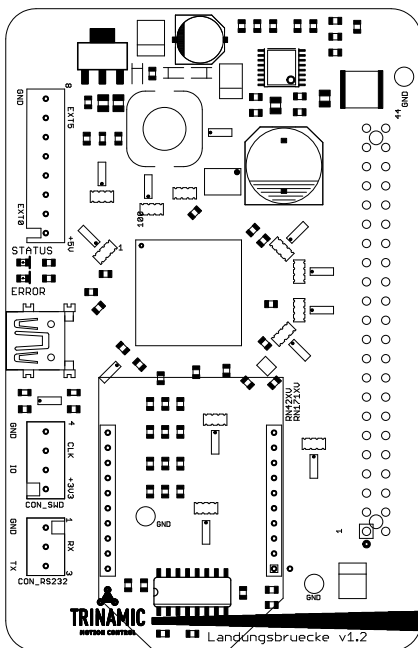 8
GND
EXT5
EXT0
+5V
STATUS
ERROR
100
1
GND
44
RN42XV
RN171XV
4
GND
CLK
IO
+3V3
CON_SWD
1
GND
RX
TX
3
CON_RS232
GND
1
GND
TRINAMIC
MOTION CONTROL
Landungsbruecke v1.2